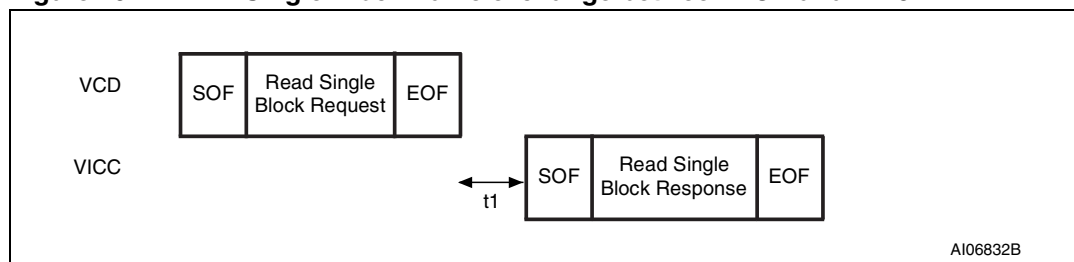 VCD
SOF
Read Single
Block Request
EOF
VICC
t1
SOF
Read Single
Block Response
EOF
AI06832B